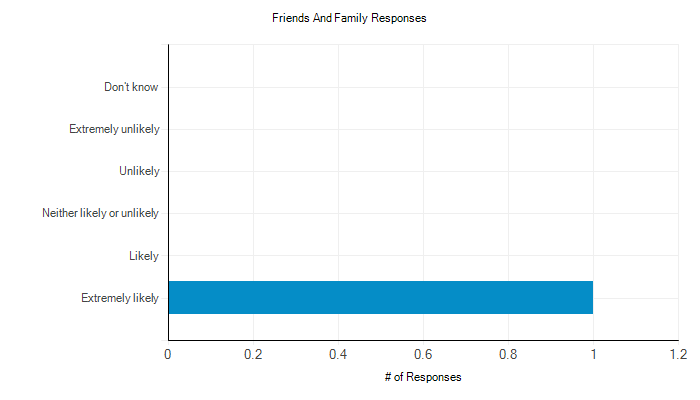 Friends And Family Responses
Don't know
Extremely unlikely
Unlikely
Neither likely or unlikely
Likely
Extremely likely
0 0.2 0.4 0.6 0.8 1 1.2
# of Responses